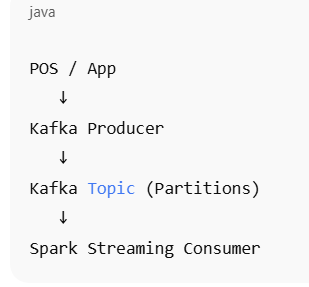 java
POS / App
↓
Kafka Producer
↓
Kafka Topic (Partitions)
↓
Spark Streaming Consumer